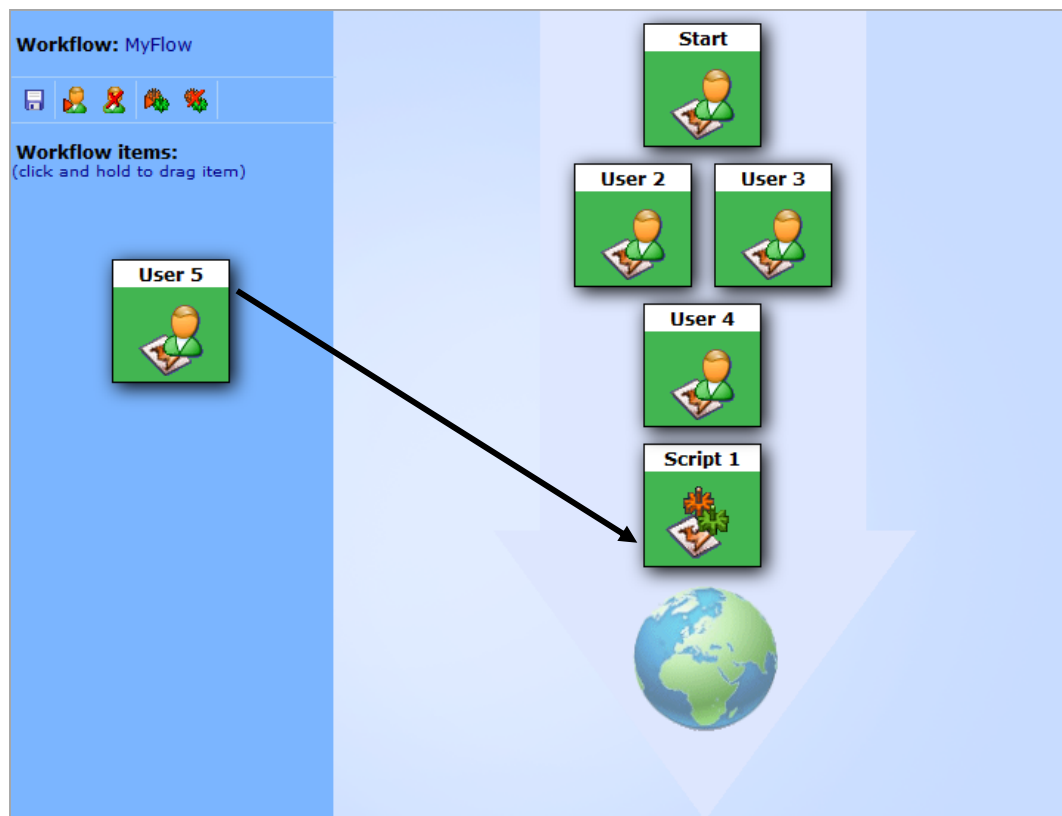 Workflow: MyFlow
Workflow items:
(click and hold to drag item)
User 5
Start
User 2
User 3
User 4
Script 1